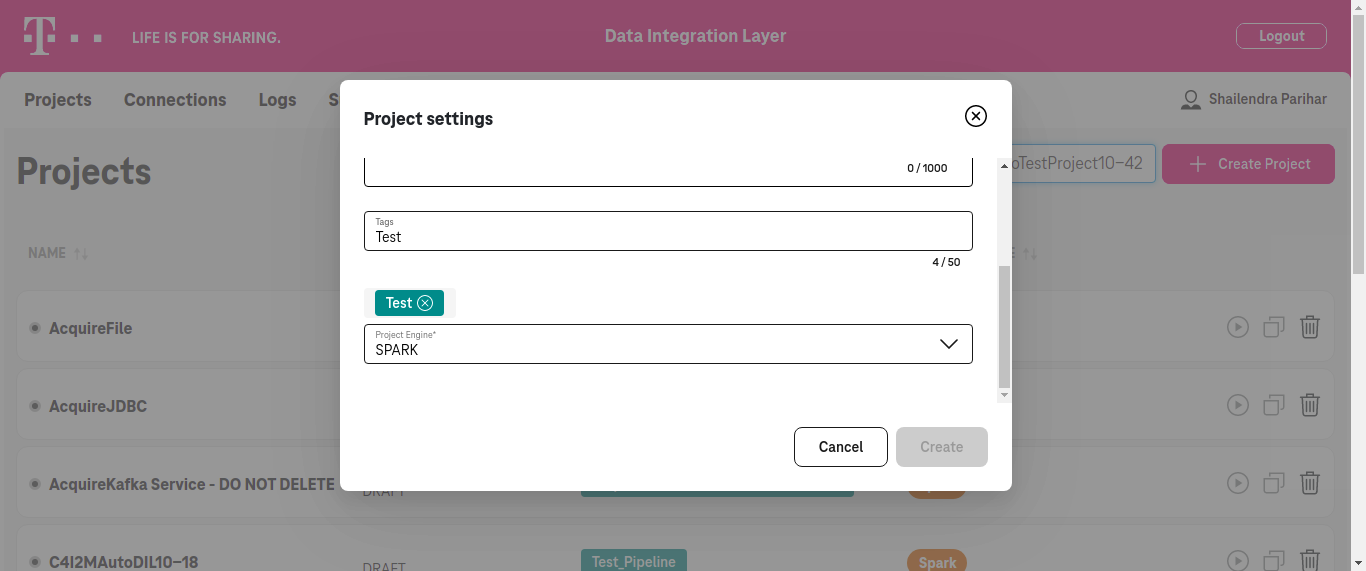 LIFE IS FOR SHARING.
Data Integration Layer
Logout
Projects
Connections
Logs
Shailendra Parihar
Project settings
Projects
oTestProject10-42
Create Project
0 / 1000
Tags
Test
4 / 50
NAME
Test
Project Engine*
SPARK
AcquireFile
AcquireJDBC
Cancel
Create
AcquireKafka Service - DO NOT DELETE
DRAFT
C4I2MAutoDIL10-18
DRAFT
Test_Pipeline
Spark